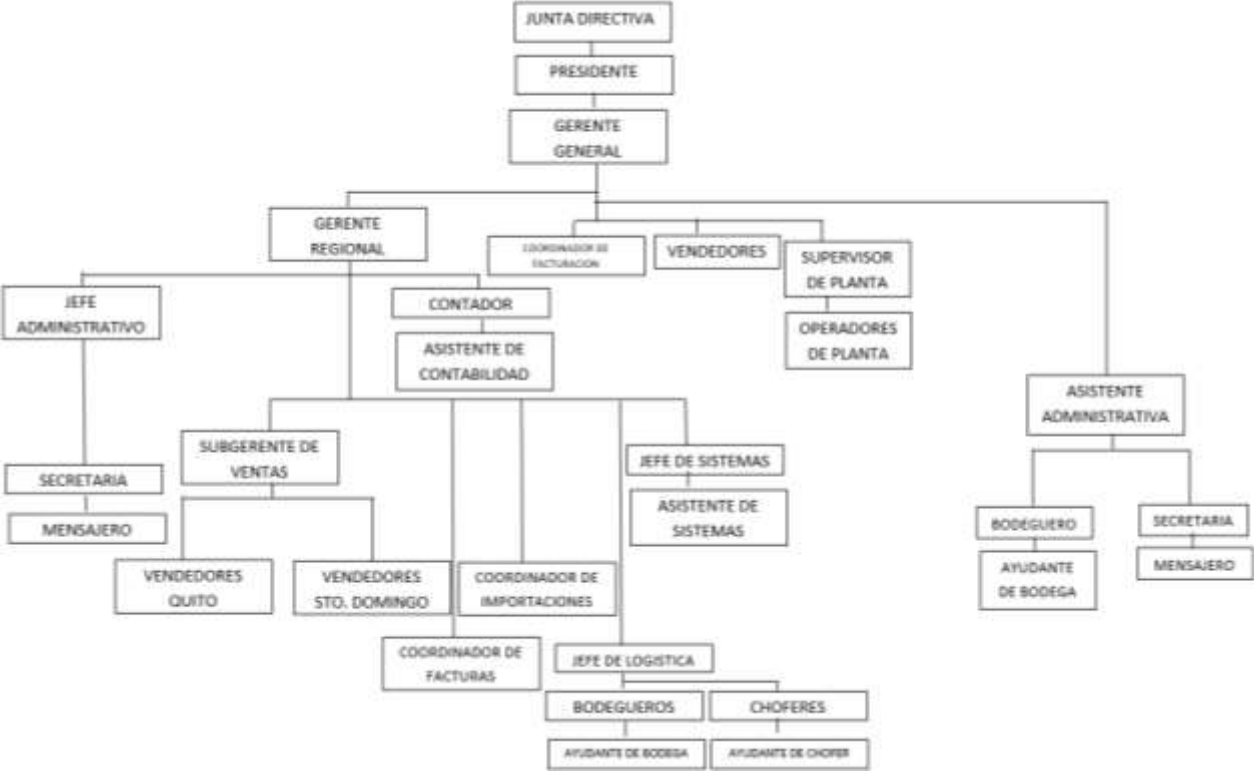 JUNTA DIRECTIVA
PRESIDENTE
GERENTE
GENERAL
GERENTE
REGIONAL
COORDINADOR DE
FACTURACION
VENDEDORES
SUPERVISOR
DE PLANTA
OPERADORES
DE PLANTA
JEFE
ADMINISTRATIVO
CONTADOR
ASISTENTE DE
CONTABILIDAD
ASISTENTE
ADMINISTRATIVA
SUBGERENTE DE
VENTAS
JEFE DE SISTEMAS
ASISTENTE DE
SISTEMAS
SECRETARIA
MENSAJERO
BODEGUERO
AYUDANTE
DE BODEGA
SECRETARIA
MENSAJERO
VENDEDORES
QUITO
VENDEDORES
STO. DOMINGO
COORDINADOR DE
IMPORTACIONES
COORDINADOR DE
FACTURAS
JEFE DE LOGISTICA
BODEGUEROS
CHOFERES
AYUDANTE DE BODEGA
AYUDANTE DE CHOFER